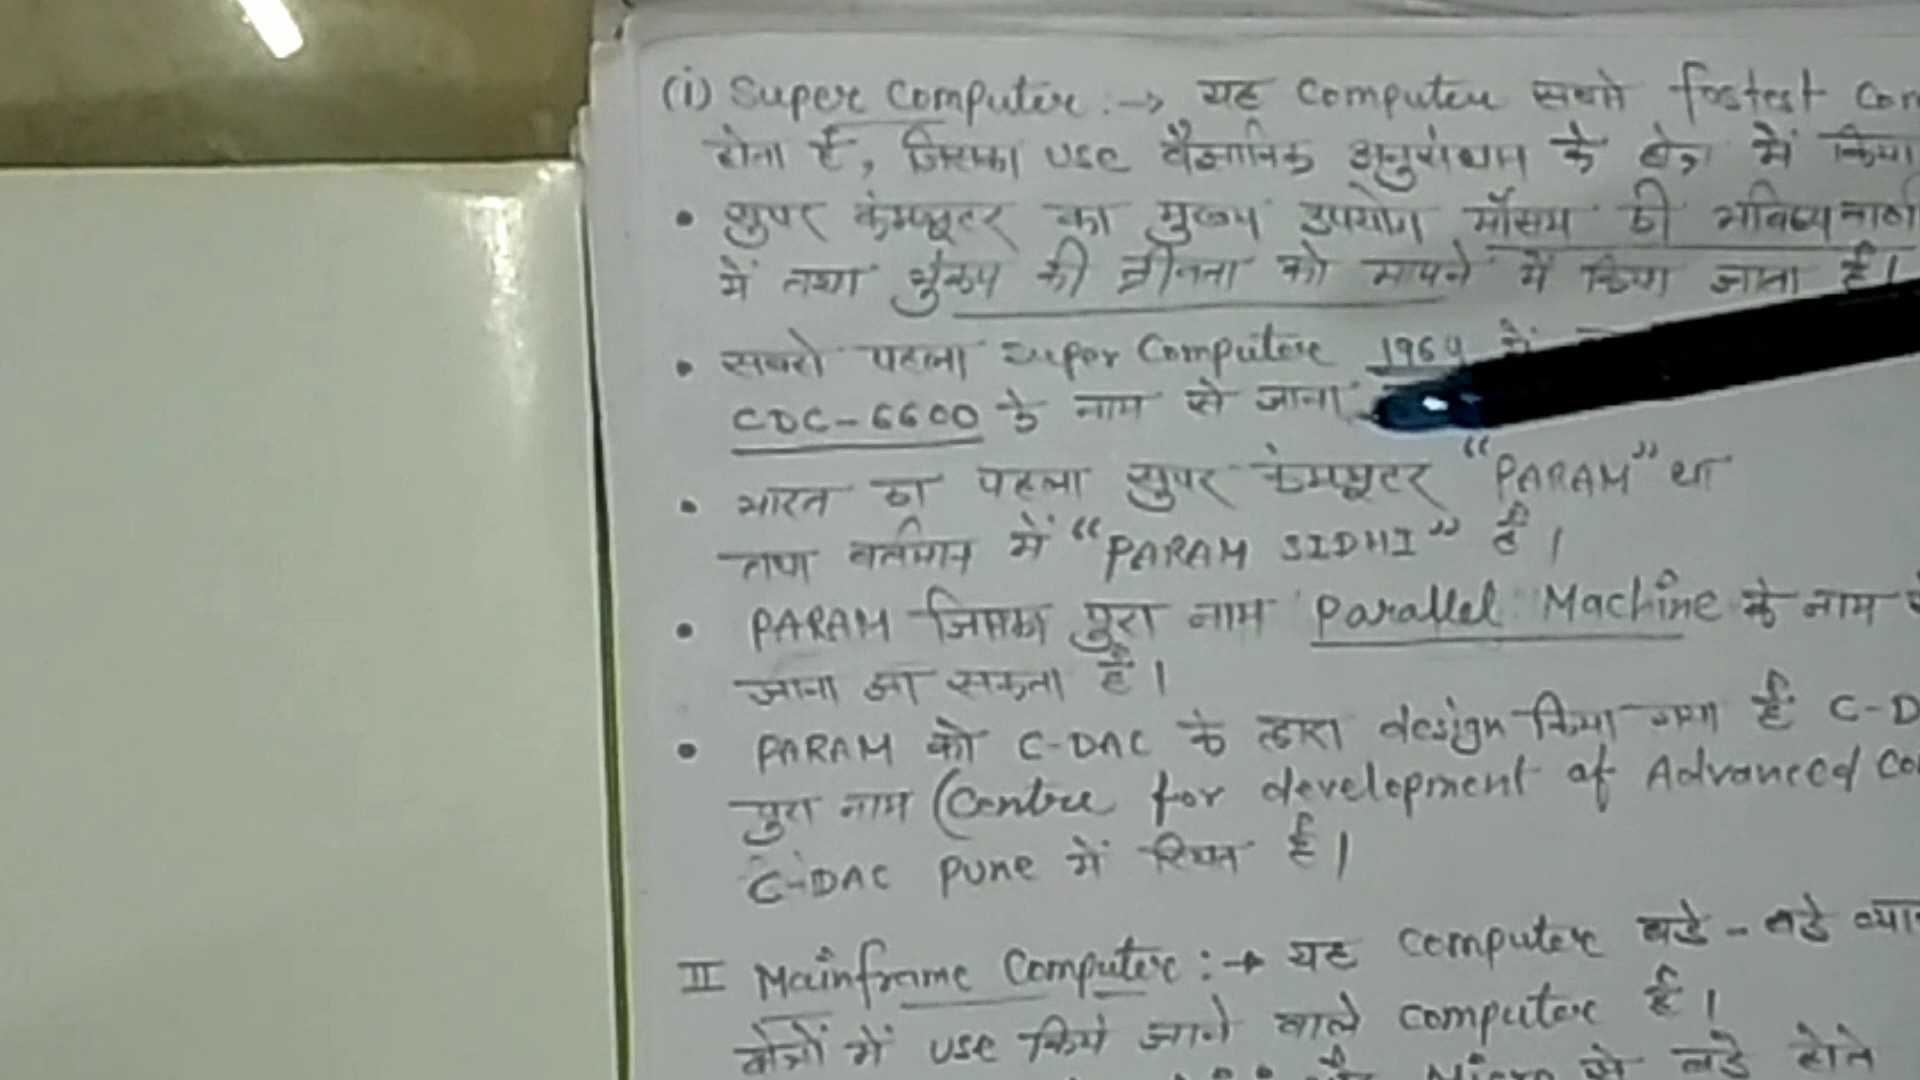 (i) Super Computer :→ यह Computer सबसे fastest Com
होता है, जिसका use वैज्ञानिक अनुसंधान के क्षेत्र में किया
• सुपर कंम्प्यूटर का मुख्य उपयोग मौसम की भविष्यवाणी
में तथा भुंकप की तीव्रता को मापने में किया जाता है।
• सबसे पहला Super Computer 1964 में
CDC-6600 के नाम से जाना
• भारत का पहला सुपर कंम्प्यूटर “PARAM” था
तथा वर्तमान में “PARAM SIDHI” है।
• PARAM जिसका पुरा नाम Parallel Machine के नाम से
जाना जा सकता है।
• PARAM को C-DAC के द्वारा design किया गया है C-D
पुरा नाम (Centre for development of Advanced Co
C-DAC Pune में स्थित है।
II Mainframe Computer :→ यह Computer बडे-बडे
क्षेत्रों में use किये जाने वाले Computer है।
Micro से बडे होते